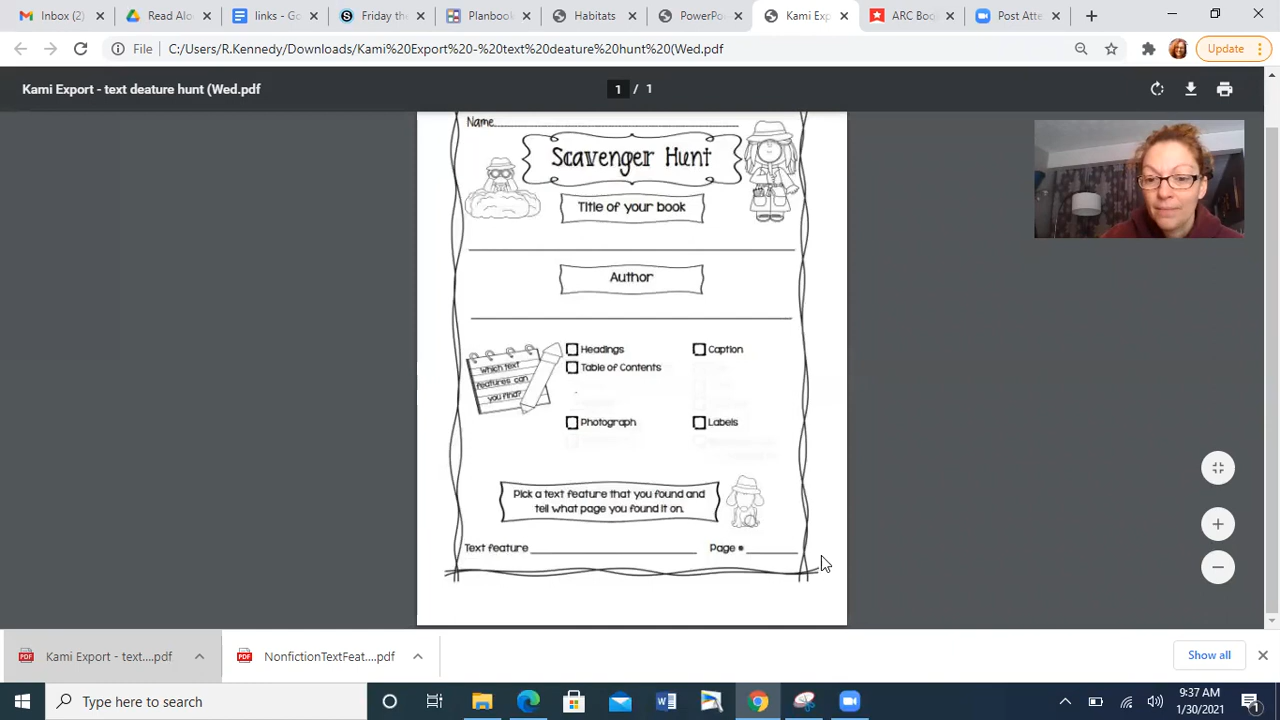 Inbox (2)
Read Alo
links - Go
Friday the
Planbook
Habitats
PowerPo
Kami Exp
ARC Boo
Post Atte
File
C:/Users/R.Kennedy/Downloads/Kami%20Export%20-%20text%20deature%20hunt%20(Wed.pdf
Update
Kami Export - text deature hunt (Wed.pdf
1 / 1
Name
Scavenger Hunt
Title of your book
Author
Which text
features can
you find?
Headings
Caption
Table of Contents
Photograph
Labels
Pick a text feature that you found and
tell what page you found it on.
Text feature
Page #
Kami Export - text....pdf
NonfictionTextFeat....pdf
Show all
Type here to search
9:37 AM
1/30/2021